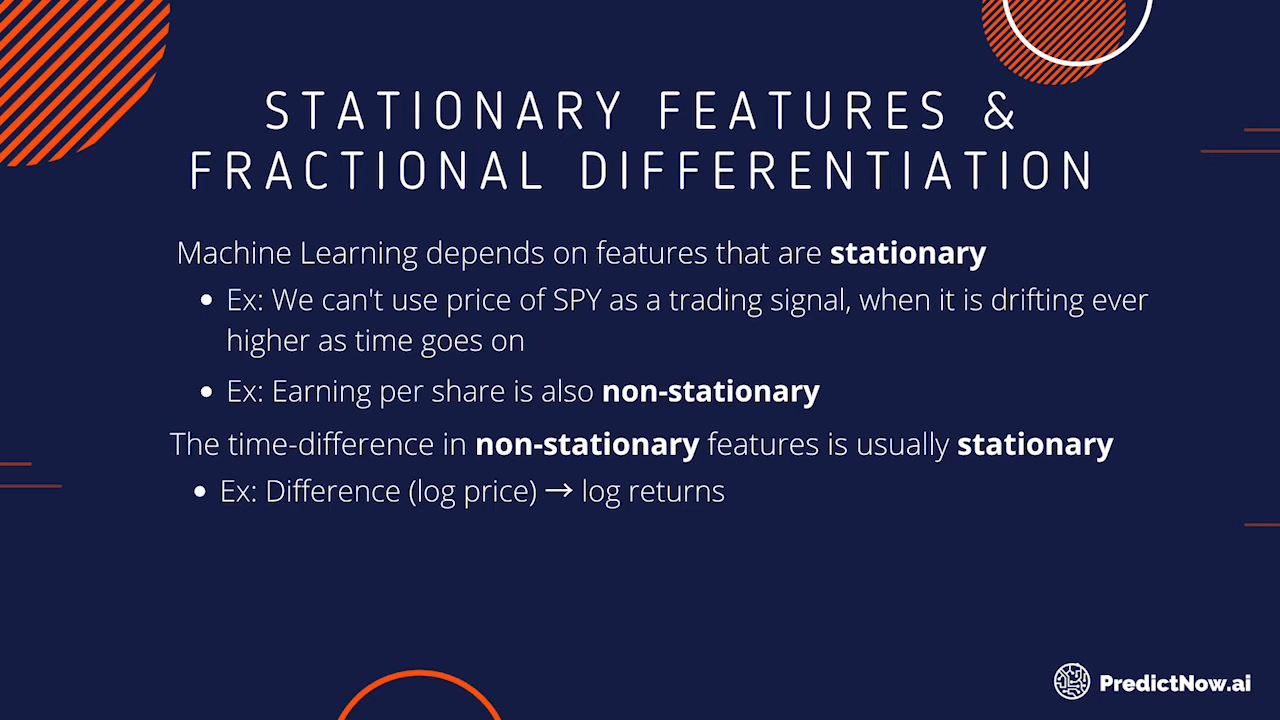 STATIONARY FEATURES &
FRACTIONAL DIFFERENTIATION
Machine Learning depends on features that are stationary
• Ex: We can't use price of SPY as a trading signal, when it is drifting ever
higher as time goes on
• Ex: Earning per share is also non-stationary
The time-difference in non-stationary features is usually stationary
• Ex: Difference (log price) → log returns
PredictNow.ai